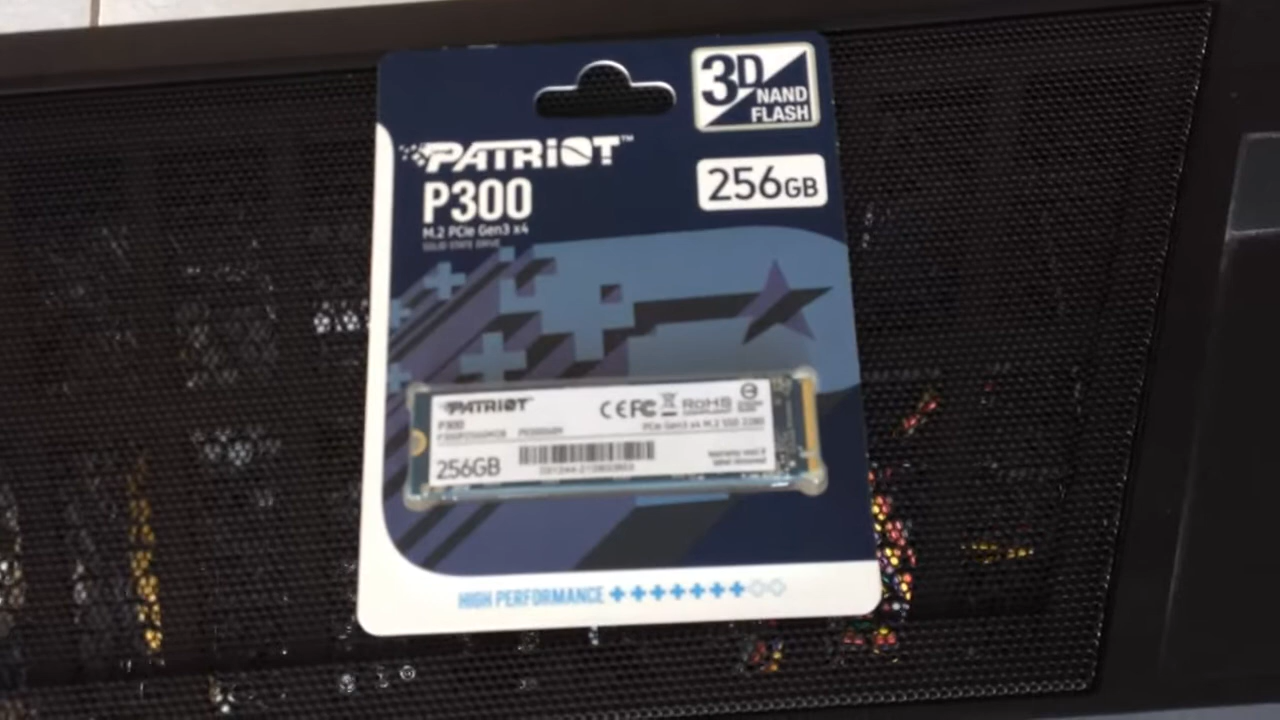 3D
NAND
FLASH
PATRIOT™
P300
256GB
M.2 PCIe Gen3 x4
SOLID STATE DRIVE
PATRIOT
CE FC RoHS
P300
PCIe Gen3 x4 M.2 SSD 2280
256GB
HIGH PERFORMANCE